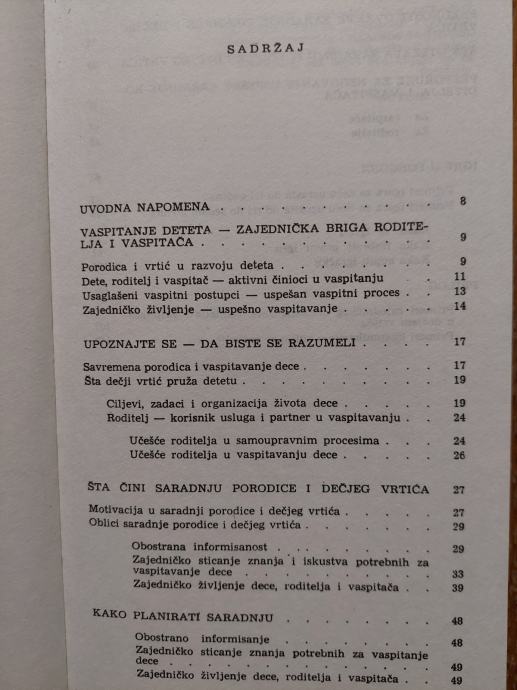 SADRŽAJ
UVODNA NAPOMENA . . . . . . . . . . 8
VASPITANJE DETETA — ZAJEDNIČKA BRIGA RODITE-
LJA I VASPITAČA . . . . . . . . . . . 9
Porodica i vrtić u razvoju deteta . . . . . . . 9
Dete, roditelj i vaspitač — aktivni činioci u vaspitanju . 11
Usaglašeni vaspitni postupci — uspešan vaspitni proces . . 13
Zajedničko življenje — uspešno vaspitavanje . . . . 14
UPOZNAJTE SE — DA BISTE SE RAZUMELI . . . . 17
Savremena porodica i vaspitavanje dece . . . . . . 17
Šta dečji vrtić pruža detetu . . . . . . . . . 19
Ciljevi, zadaci i organizacija života dece . . . . 19
Roditelj — korisnik usluga i partner u vaspitavanju . . 24
Učešće roditelja u samoupravnim procesima . . . 24
Učešće roditelja u vaspitavanju dece . . . . . 26
ŠTA ČINI SARADNJU PORODICE I DEČJEG VRTIĆA 27
Motivacija u saradnji porodice i dečjeg vrtića . . . . 27
Oblici saradnje porodice i dečjeg vrtića . . . . . . 29
Obostrana informisanost . . . . . . . . 29
Zajedničko sticanje znanja i iskustva potrebnih za
vaspitavanje dece . . . . . . . . 33
Zajedničko življenje dece, roditelja i vaspitača . . 39
KAKO PLANIRATI SARADNJU . . . . . . . 48
Obostrano informisanje . . . . . . . . 48
Zajedničko sticanje znanja potrebnih za vaspitanje
dece . . . . . . . . . . . . 49
Zajedničko življenje dece, roditelja i vaspitača . . 49